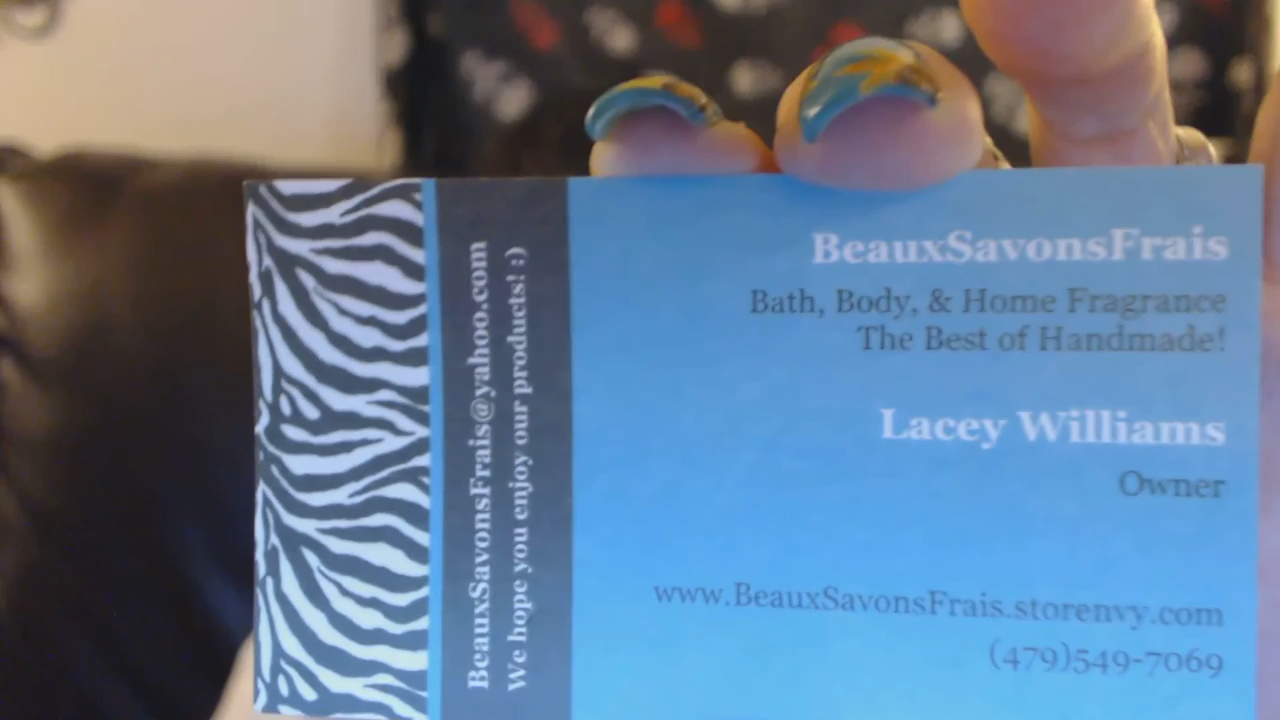 BeauxSavonsFrais@yahoo.com
We hope you enjoy our products! :)
BeauxSavonsFrais
Bath, Body, & Home Fragrance
The Best of Handmade!
Lacey Williams
Owner
www.BeauxSavonsFrais.storenvy.com
(479)549-7069